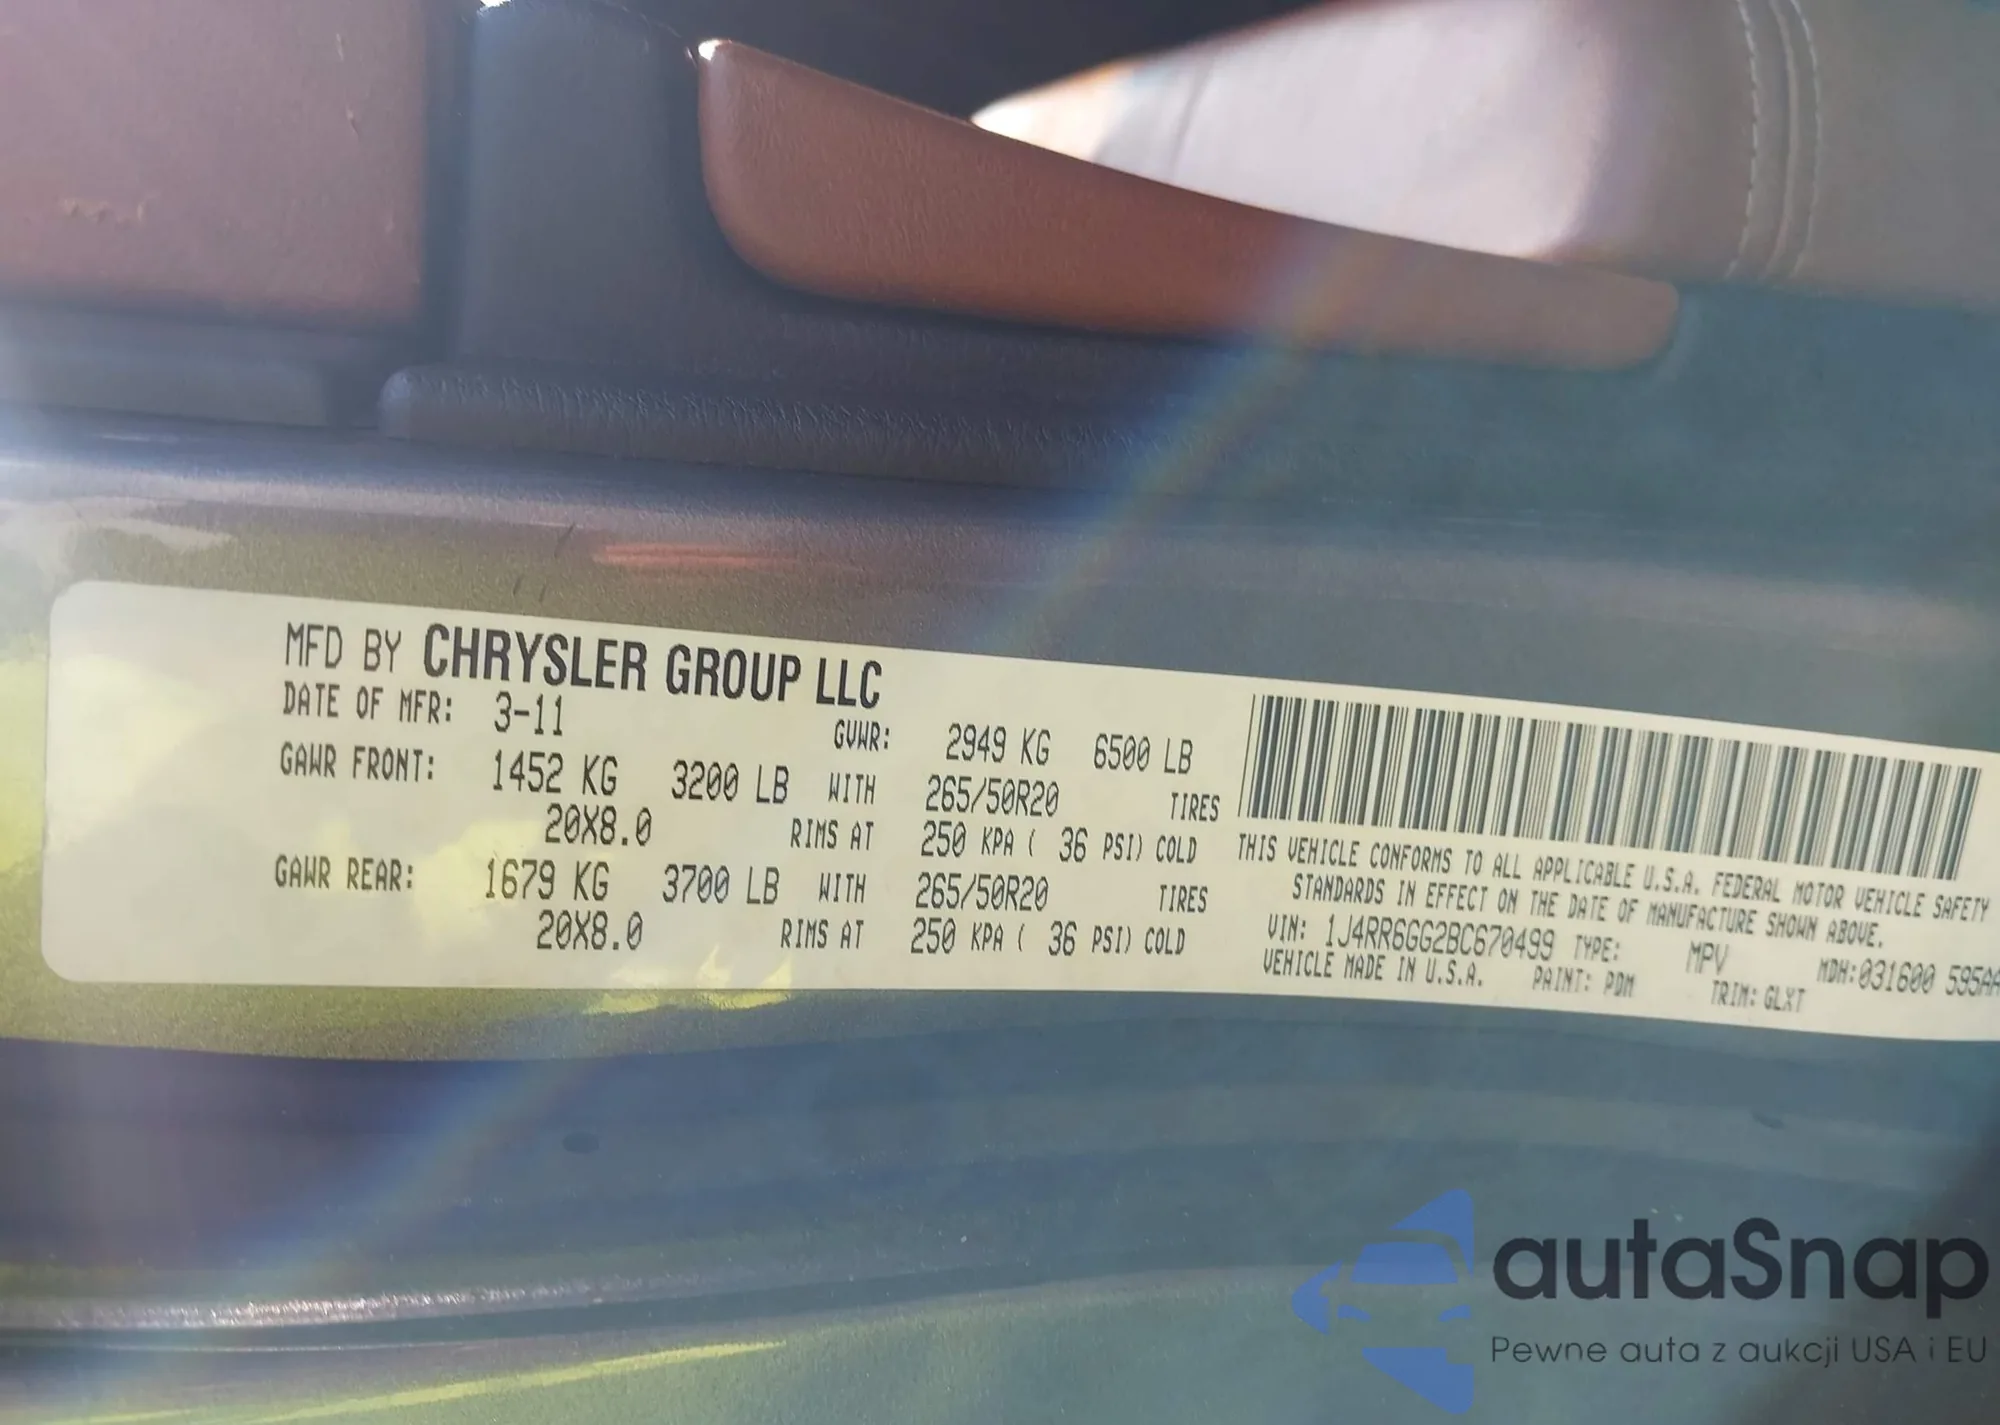 MFD BY CHRYSLER GROUP LLC
DATE OF MFR: 3-11 GVWR: 2949 KG 6500 LB
GAWR FRONT: 1452 KG 3200 LB WITH 265/50R20 TIRES
20X8.0 RIMS AT 250 KPA ( 36 PSI) COLD
GAWR REAR: 1679 KG 3700 LB WITH 265/50R20 TIRES
20X8.0 RIMS AT 250 KPA ( 36 PSI) COLD
THIS VEHICLE CONFORMS TO ALL APPLICABLE U.S.A. FEDERAL MOTOR VEHICLE SAFETY
STANDARDS IN EFFECT ON THE DATE OF MANUFACTURE SHOWN ABOVE.
VIN: 1J4RR6GG2BC670499 TYPE: MPV MDH:031600 595AA
VEHICLE MADE IN U.S.A. PAINT: PDM TRIM: GLXT
autaSnap
Pewne auta z aukcji USA i EU